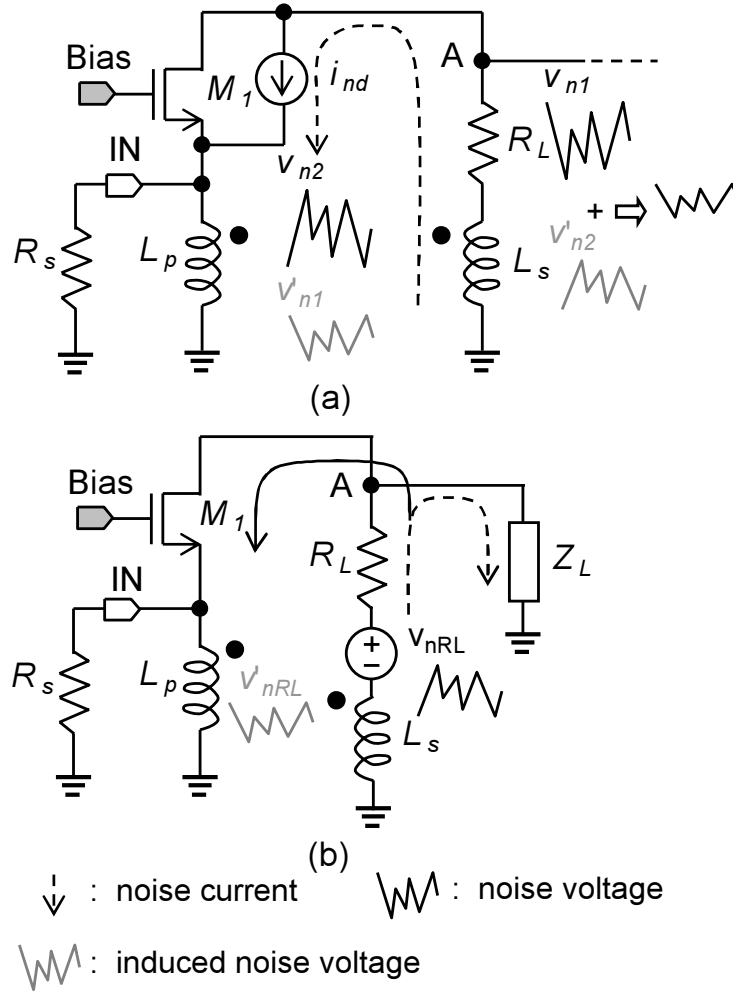 Bias
M1
ind
A
vn1
IN
vn2
RL
Rs
Lp
+
v'n2
Ls
v'n1
(a)
Bias
M1
A
RL
ZL
IN
+
−
vnRL
Rs
Lp
v'nRL
Ls
(b)
: noise current
: noise voltage
: induced noise voltage